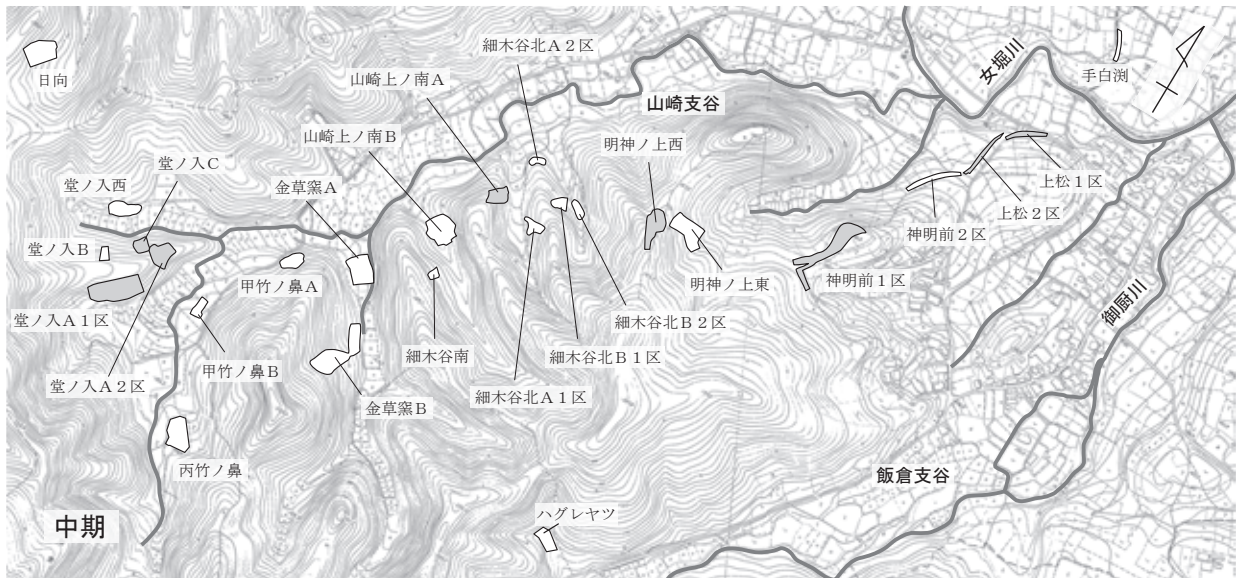 細木谷北A2区
日向
山崎上ノ南A
女堀川
手白渕
山崎支谷
山崎上ノ南B
明神ノ上西
堂ノ入C
堂ノ入西
金草窯A
上松1区
上松2区
神明前2区
堂ノ入B
甲竹ノ鼻A
明神ノ上東
神明前1区
御厨川
堂ノ入A1区
細木谷北B2区
細木谷南
細木谷北B1区
甲竹ノ鼻B
堂ノ入A2区
細木谷北A1区
金草窯B
丙竹ノ鼻
飯倉支谷
ハグレヤツ
中期